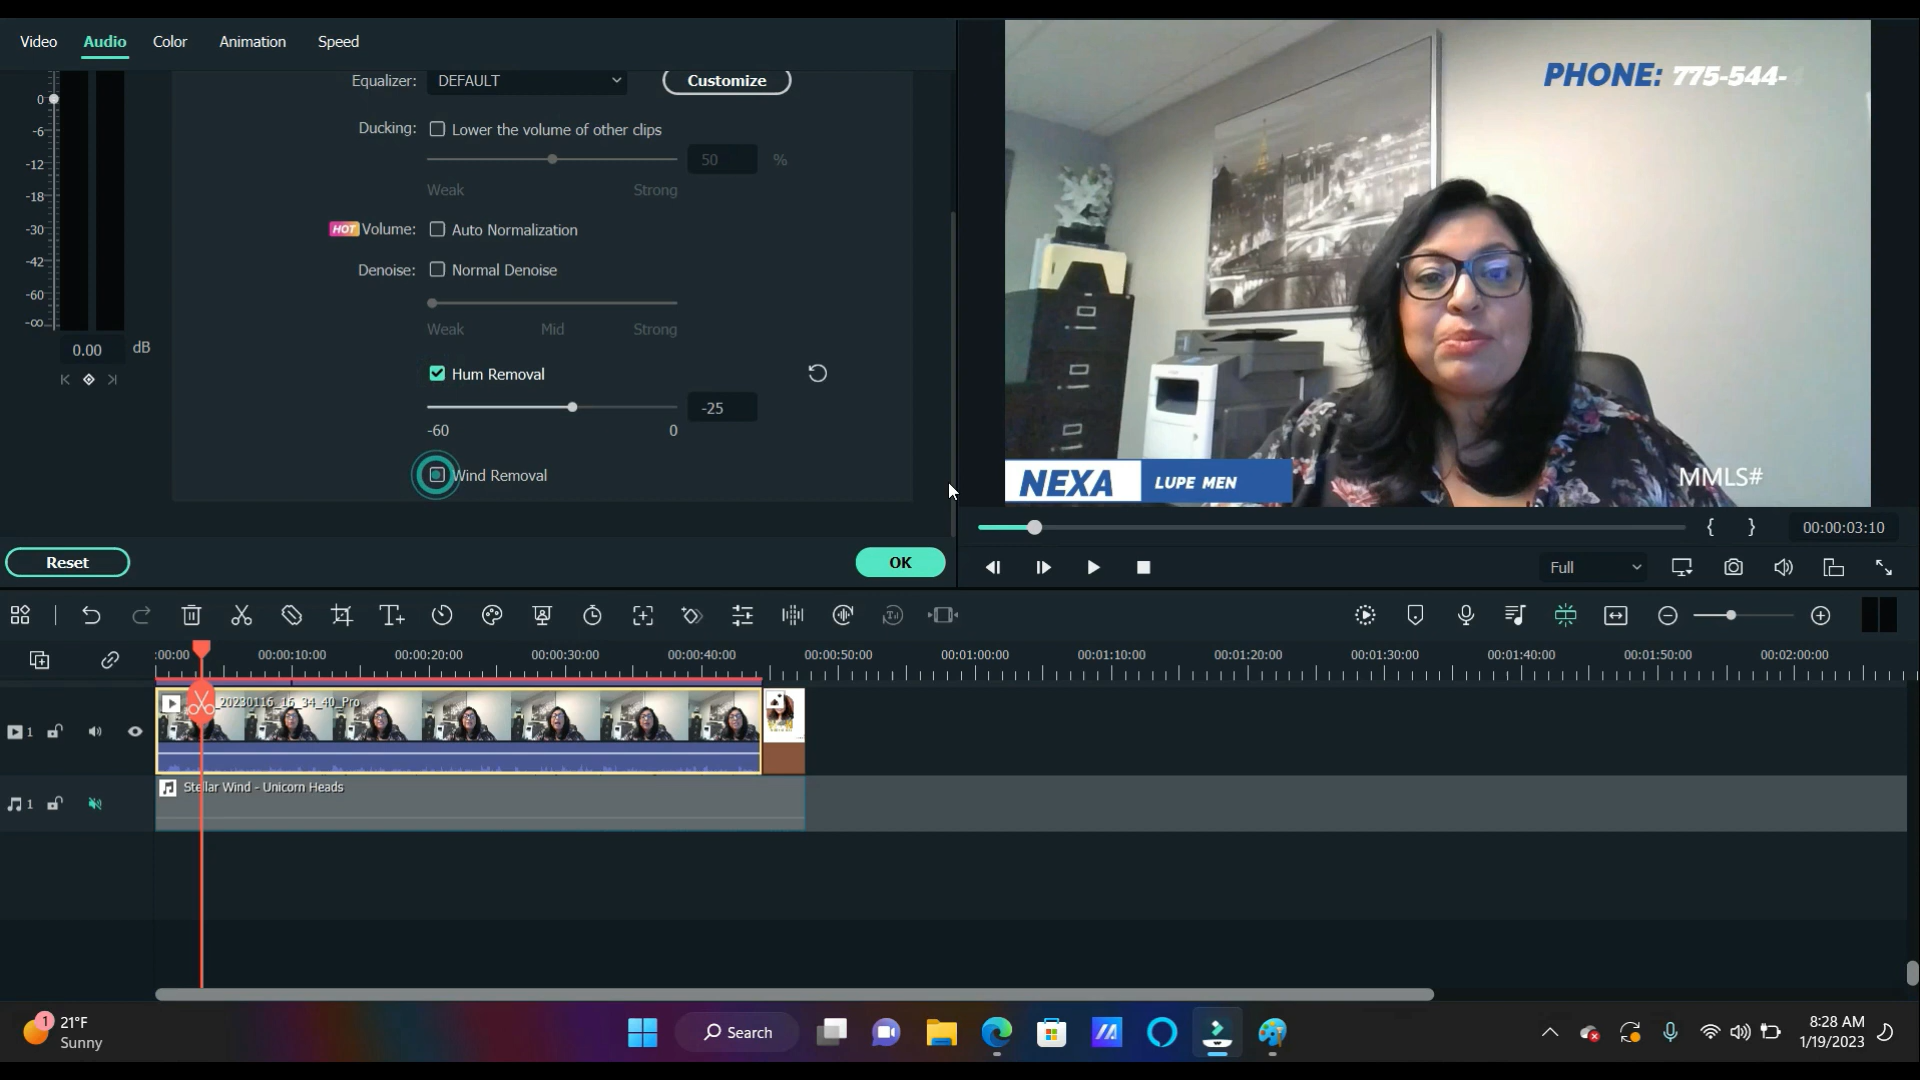 Video Audio Color Animation Speed
Equalizer: DEFAULT Customize
Ducking: Lower the volume of other clips
50 %
Weak Strong
HOT Volume: Auto Normalization
Denoise: Normal Denoise
Weak Mid Strong
Hum Removal
-25
-60 0
Wind Removal
0
-6
-12
-18
-30
-42
-60
-∞
0.00 dB
Reset OK
PHONE: 775-544-
NEXA LUPE MEN
MMLS#
{ } 00:00:03:10
Full
:00:00 00:00:10:00 00:00:20:00 00:00:30:00 00:00:40:00 00:00:50:00 00:01:00:00 00:01:10:00 00:01:20:00 00:01:30:00 00:01:40:00 00:01:50:00 00:02:00:00
1 _20230116_16_34_40_Pro
1 Stellar Wind - Unicorn Heads
1 21°F
Sunny
Search
8:28 AM
1/19/2023